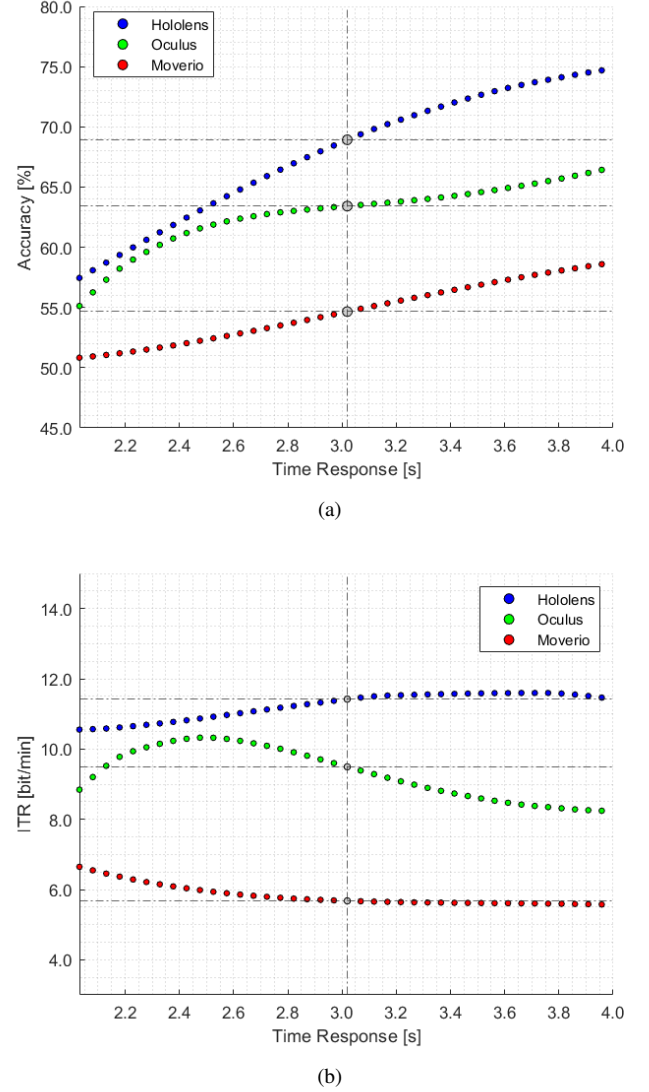 80.0
Hololens
Oculus
Moverio
75.0
70.0
65.0
60.0
55.0
50.0
45.0
Accuracy [%]
2.2 2.4 2.6 2.8 3.0 3.2 3.4 3.6 3.8 4.0
Time Response [s]
(a)
Hololens
Oculus
Moverio
14.0
12.0
10.0
8.0
6.0
4.0
ITR [bit/min]
2.2 2.4 2.6 2.8 3.0 3.2 3.4 3.6 3.8 4.0
Time Response [s]
(b)